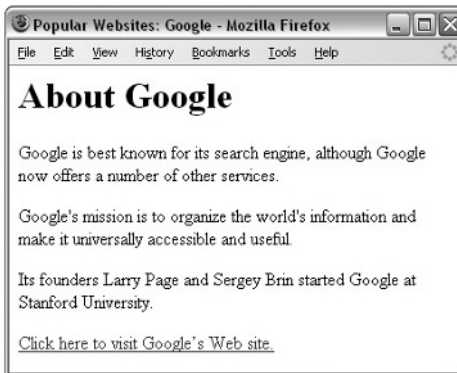 Popular Websites: Google - Mozilla Firefox
File Edit View History Bookmarks Tools Help
About Google
Google is best known for its search engine, although Google
now offers a number of other services.
Google's mission is to organize the world's information and
make it universally accessible and useful.
Its founders Larry Page and Sergey Brin started Google at
Stanford University.
Click here to visit Google's Web site.